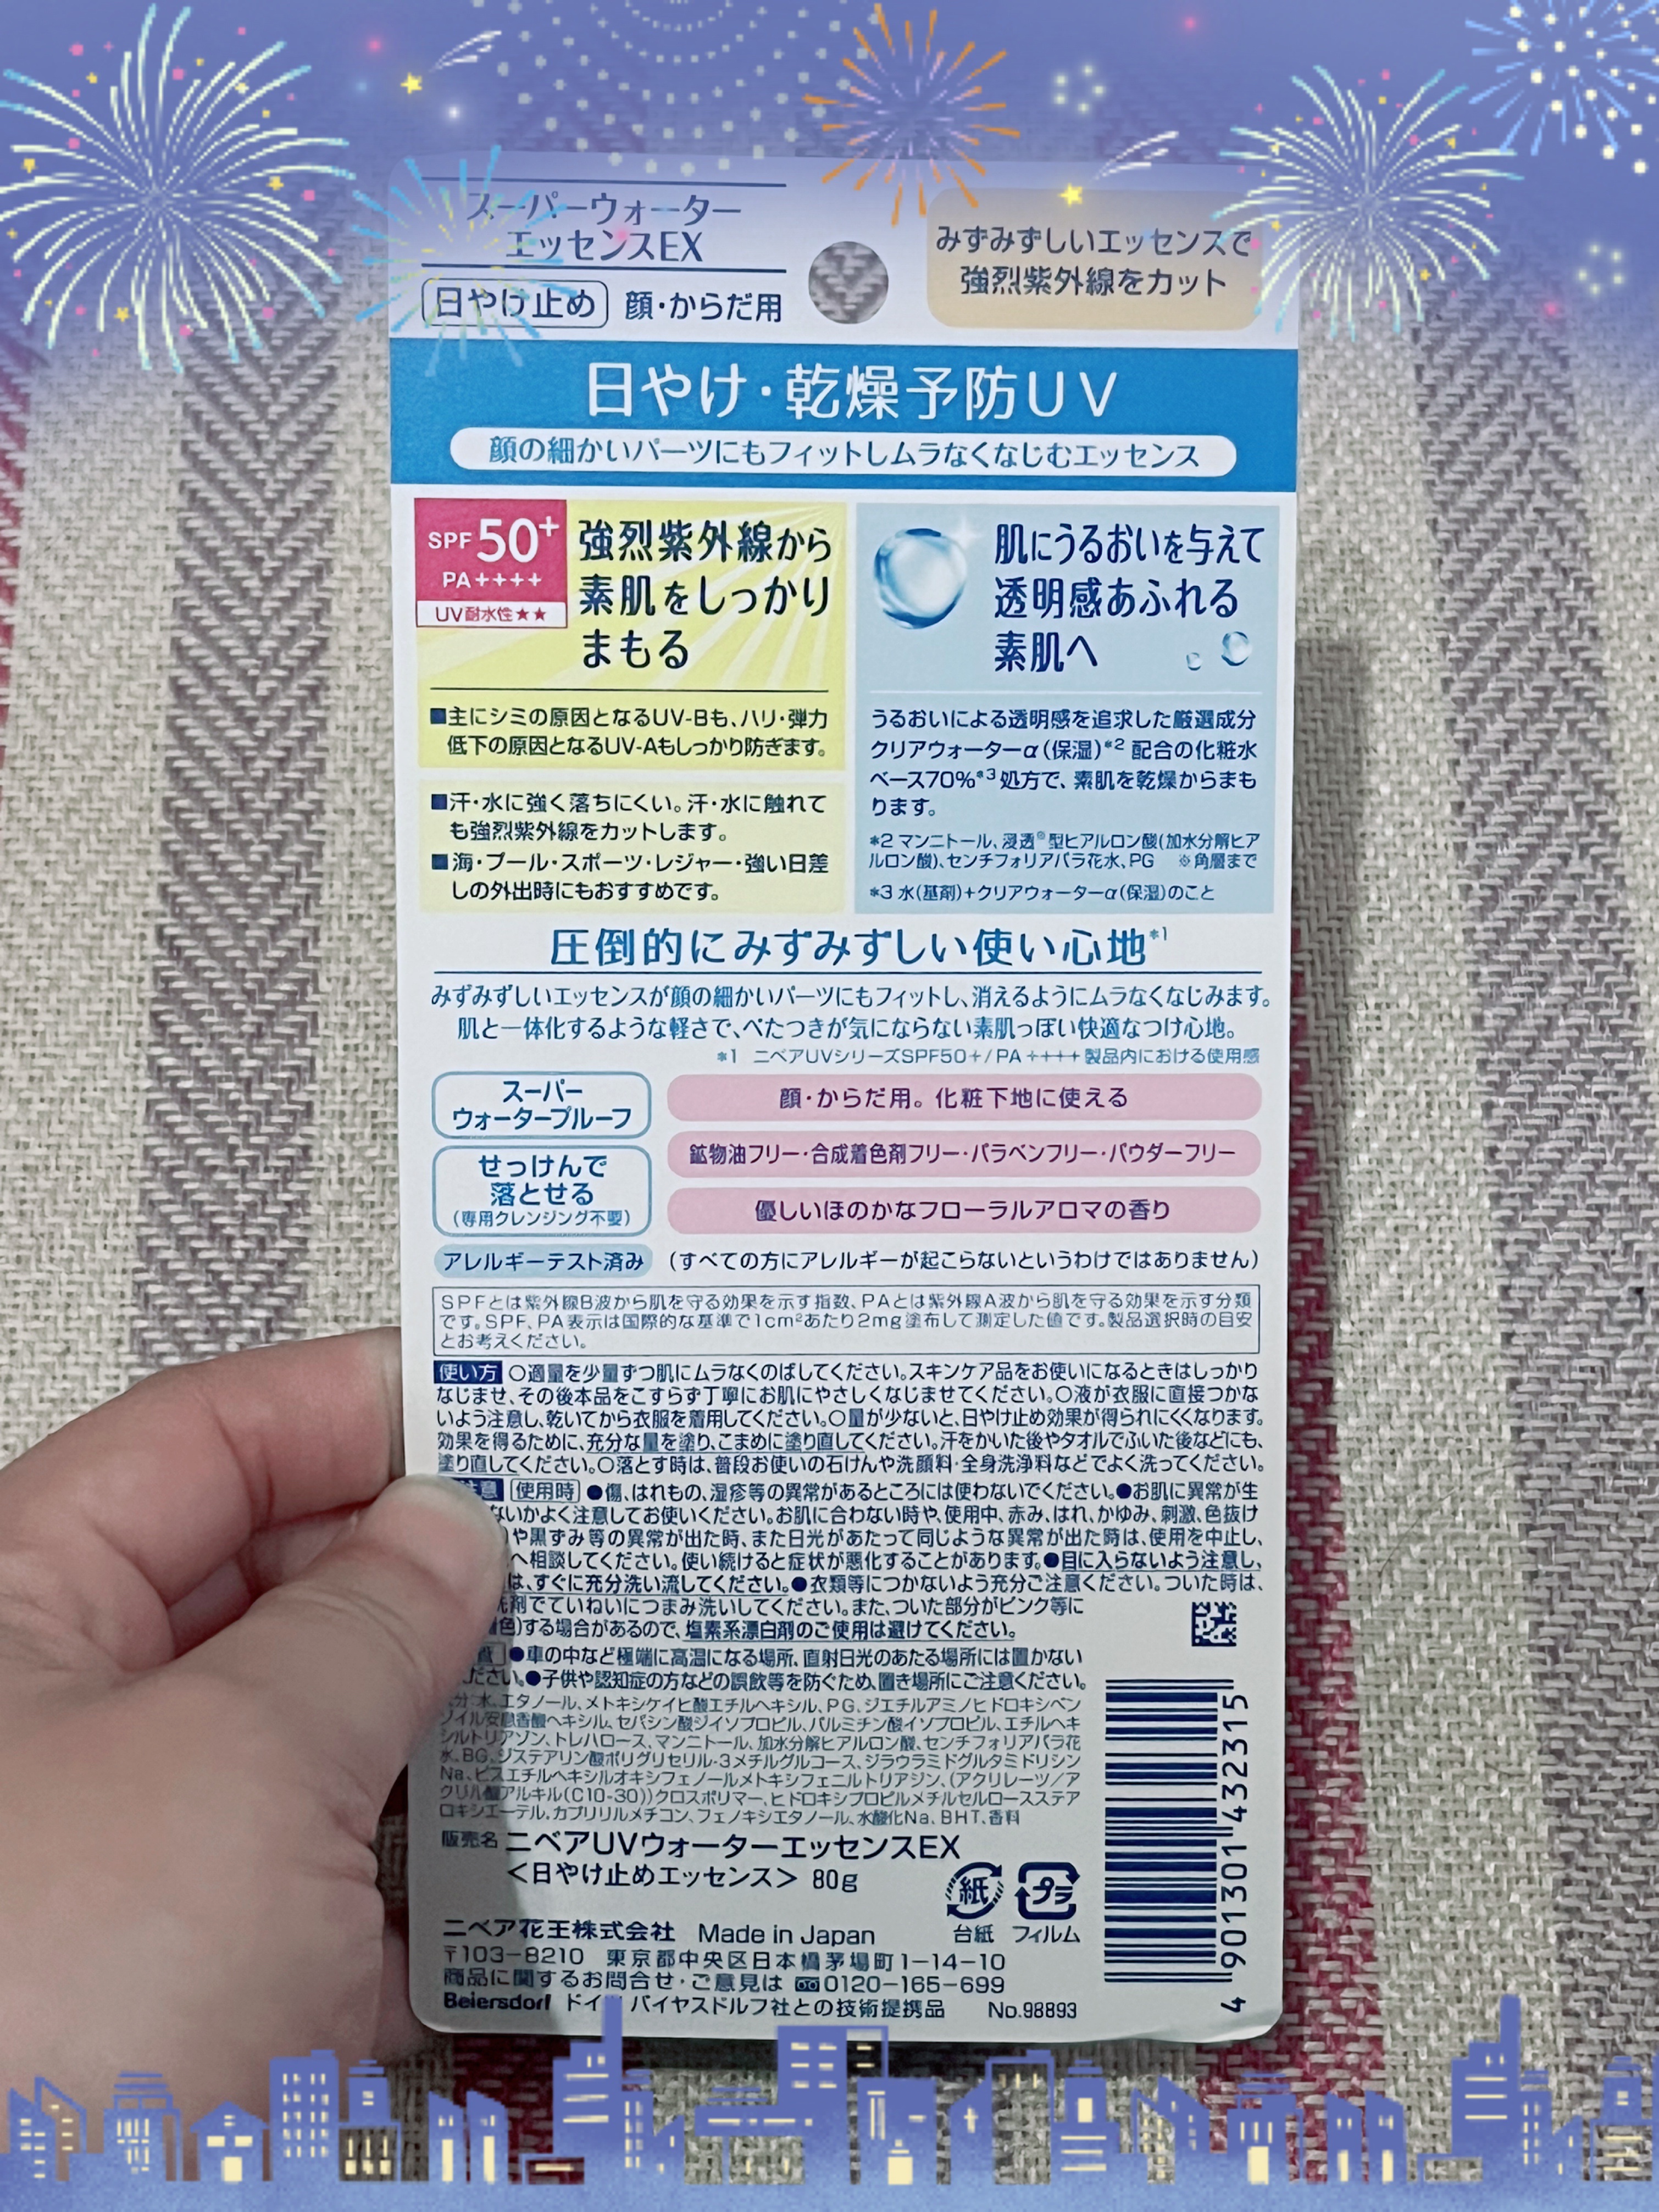 スーパーウォーター
エッセンスEX
日やけ止め 顔・からだ用
みずみずしいエッセンスで
強烈紫外線をカット
日やけ・乾燥予防UV
顔の細かいパーツにもフィットしムラなくなじむエッセンス
SPF50+
PA++++
UV耐水性★★
強烈紫外線から
素肌をしっかり
まもる
■主にシミの原因となるUV-Bも、ハリ・弾力
低下の原因となるUV-Aもしっかり防ぎます。
■汗・水に強く落ちにくい。汗・水に触れて
も強烈紫外線をカットします。
■海・プール・スポーツ・レジャー・強い日差
しの外出時にもおすすめです。
肌にうるおいを与えて
透明感あふれる
素肌へ
うるおいによる透明感を追求した厳選成分
クリアウォーターα(保湿)*2 配合の化粧水
ベース70%*3処方で、素肌を乾燥からまも
ります。
*2 マンニトール、浸透®型ヒアルロン酸(加水分解ヒア
ルロン酸)、センチフォリアバラ花水、PG ※角層まで
*3 水(基剤)+クリアウォーターα(保湿)のこと
圧倒的にみずみずしい使い心地*1
みずみずしいエッセンスが顔の細かいパーツにもフィットし、消えるようにムラなくなじみます。
肌と一体化するような軽さで、べたつきが気にならない素肌っぽい快適なつけ心地。
*1 ニベアUVシリーズSPF50+/PA++++製品内における使用感
スーパー
ウォータープルーフ
せっけんで
落とせる
(専用クレンジング不要)
顔・からだ用。化粧下地に使える
鉱物油フリー・合成着色剤フリー・パラベンフリー・パウダーフリー
優しいほのかなフローラルアロマの香り
アレルギーテスト済み (すべての方にアレルギーが起こらないというわけではありません)
SPFとは紫外線B波から肌を守る効果を示す指数、PAとは紫外線A波から肌を守る効果を示す分類
です。SPF、PA表示は国際的な基準で1cm²あたり2mg塗布して測定した値です。製品選択時の目安
とお考えください。
使い方 ○適量を少量ずつ肌にムラなくのばしてください。スキンケア品をお使いになるときはしっかり
なじませ、その後本品をこすらず丁寧にお肌にやさしくなじませてください。○液が衣服に直接つかな
いよう注意し、乾いてから衣服を着用してください。○量が少ないと、日やけ止め効果が得られにくくなります。
効果を得るために、充分な量を塗り、こまめに塗り直してください。汗をかいた後やタオルでふいた後などにも、
塗り直してください。○落とす時は、普段お使いの石けんや洗顔料・全身洗浄料などでよく洗ってください。
意 使用時 ●傷、はれもの、湿疹等の異常があるところには使わないでください。●お肌に異常が生
ないかよく注意してお使いください。お肌に合わない時や、使用中、赤み、はれ、かゆみ、刺激、色抜け
)や黒ずみ等の異常が出た時、また日光があたって同じような異常が出た時は、使用を中止し、
へ相談してください。使い続けると症状が悪化することがあります。●目に入らないよう注意し、
は、すぐに充分洗い流してください。●衣類等につかないよう充分ご注意ください。ついた時は、
剤でていねいにつまみ洗いしてください。また、ついた部分がピンク等に
色)する場合があるので、塩素系漂白剤のご使用は避けてください。
●車の中など極端に高温になる場所、直射日光のあたる場所には置かない
ださい。●子供や認知症の方などの誤飲等を防ぐため、置き場所にご注意ください。
分:水、エタノール、メトキシケイヒ酸エチルヘキシル、PG、ジエチルアミノヒドロキシベン
ゾイル安息香酸ヘキシル、セバシン酸ジイソプロピル、パルミチン酸イソプロピル、エチルヘキ
シルトリアゾン、トレハロース、マンニトール、加水分解ヒアルロン酸、センチフォリアバラ花
水、BG、ジステアリン酸ポリグリセリル-3メチルグルコース、ジラウラミドグルタミドリシン
Na、ビスエチルヘキシルオキシフェノールメトキシフェニルトリアジン、(アクリレーツ/ア
クリル酸アルキル(C10-30))クロスポリマー、ヒドロキシプロピルメチルセルロースステア
ロキシエーテル、カプリリルメチコン、フェノキシエタノール、水酸化Na、BHT、香料
販売名 ニベアUVウォーターエッセンスEX
<日やけ止めエッセンス> 80g
紙 プラ
台紙 フィルム
ニベア花王株式会社 Made in Japan
〒103-8210 東京都中央区日本橋茅場町1-14-10
商品に関するお問合せ・ご意見は 0120-165-699
Beiersdorf ドイツ バイヤスドルフ社との技術提携品 No.98893
4 901301 432315